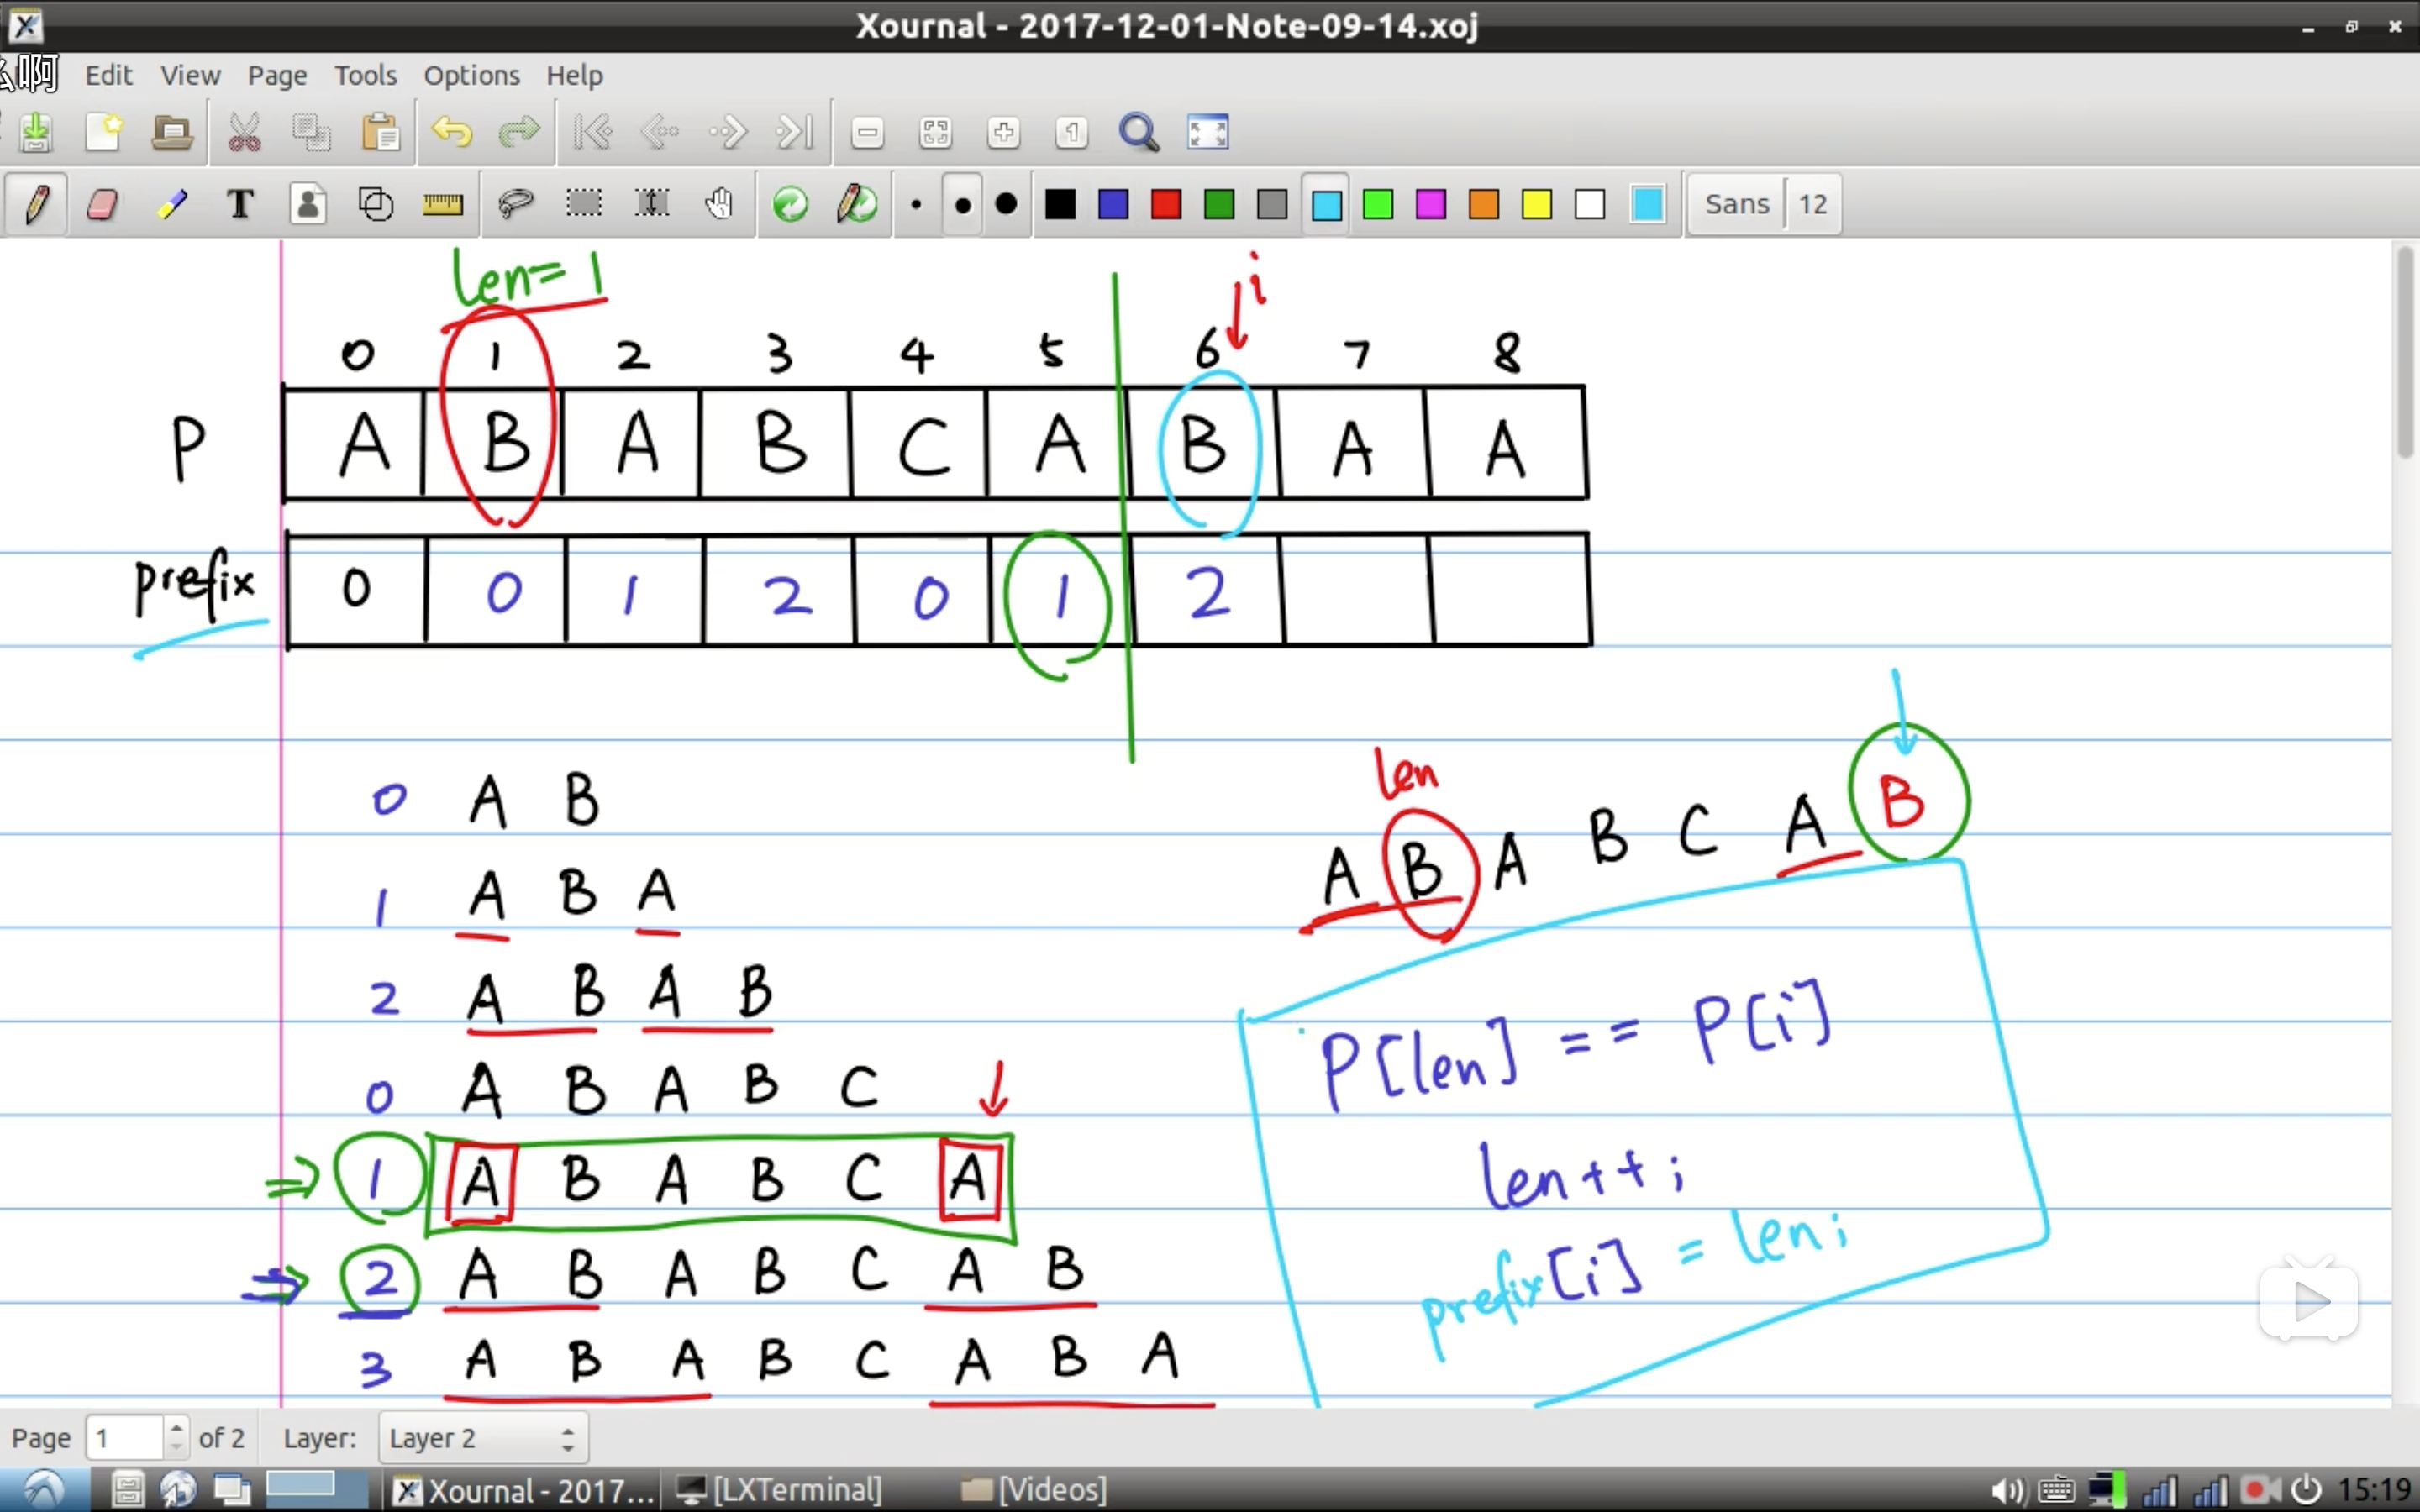 Xournal - 2017-12-01-Note-09-14.xoj
么啊 Edit View Page Tools Options Help
Sans 12
len=1
i
0 1 2 3 4 5 6 7 8
P A B A B C A B A A
prefix 0 0 1 2 0 1 2
len
A B A B C A B
0 A B
1 A B A
2 A B A B
0 A B A B C
⇒ 1 A B A B C A
⇒ 2 A B A B C A B
3 A B A B C A B A
P[len] == P[i]
len++;
prefix[i] = len;
Page 1 of 2 Layer: Layer 2
Xournal - 2017... [LXTerminal] [Videos] 15:19